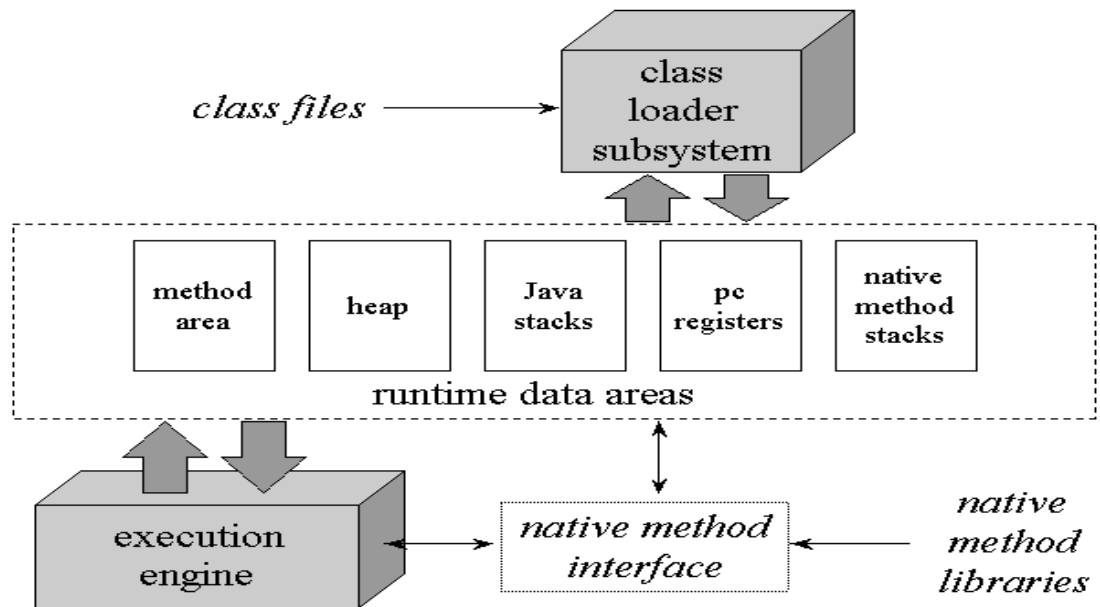 class
loader
subsystem
class files
method
area
heap
Java
stacks
pc
registers
native
method
stacks
runtime data areas
execution
engine
native method
interface
native
method
libraries